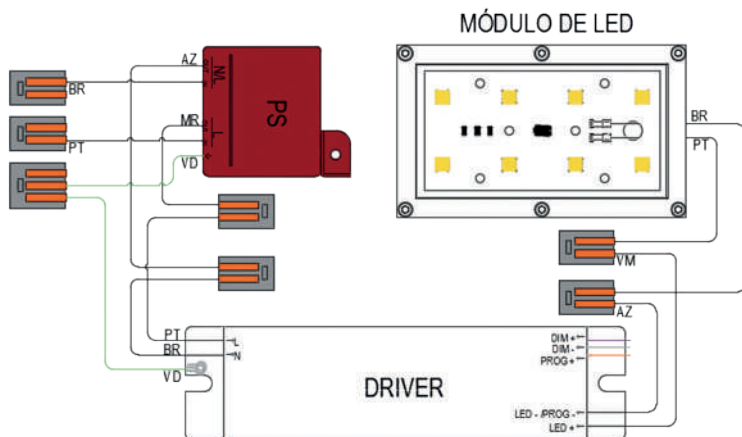 MÓDULO DE LED
AZ
N/L
BR
PS
MR
L
PT
VD
BR
PT
VM
AZ
PT
L
BR
N
VD
DRIVER
DIM+
DIM-
PROG+
LED - /PROG -
LED +